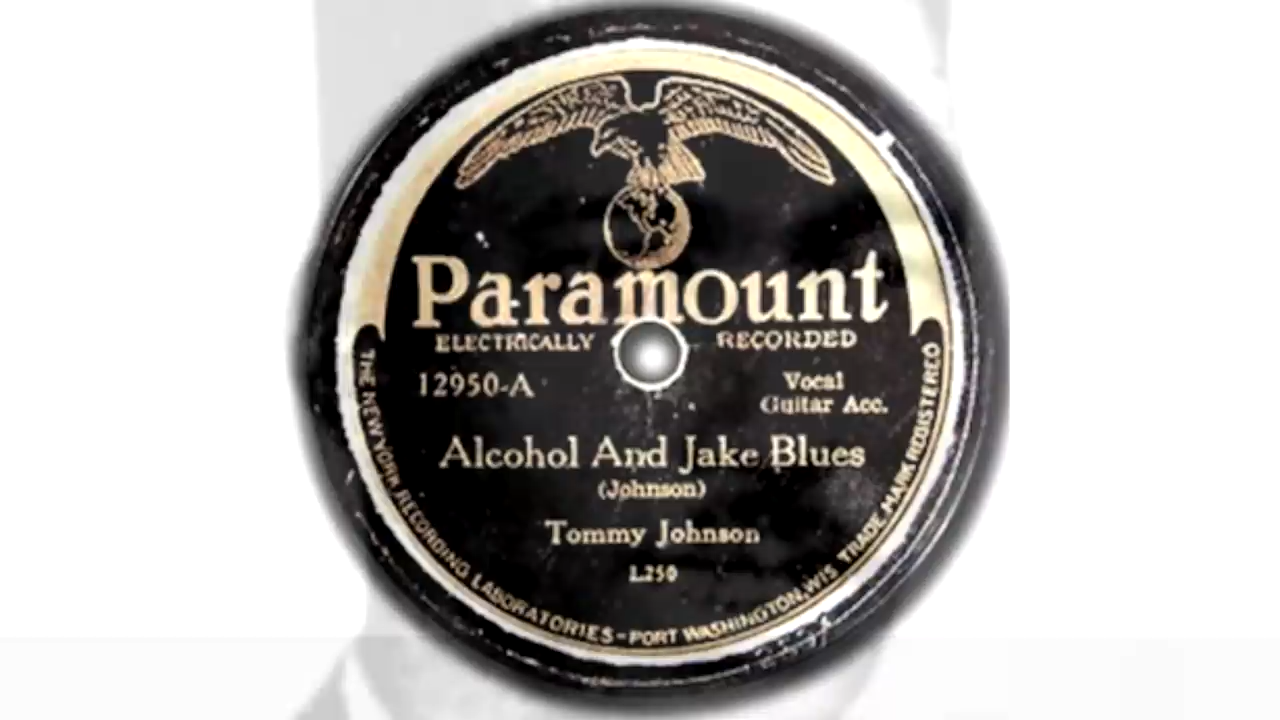 Paramount
ELECTRICALLY RECORDED
12950-A
Vocal
Guitar Acc.
Alcohol And Jake Blues
(Johnson)
Tommy Johnson
L250
THE NEW YORK RECORDING LABORATORIES - PORT WASHINGTON, WIS TRADE MARK REGISTERED